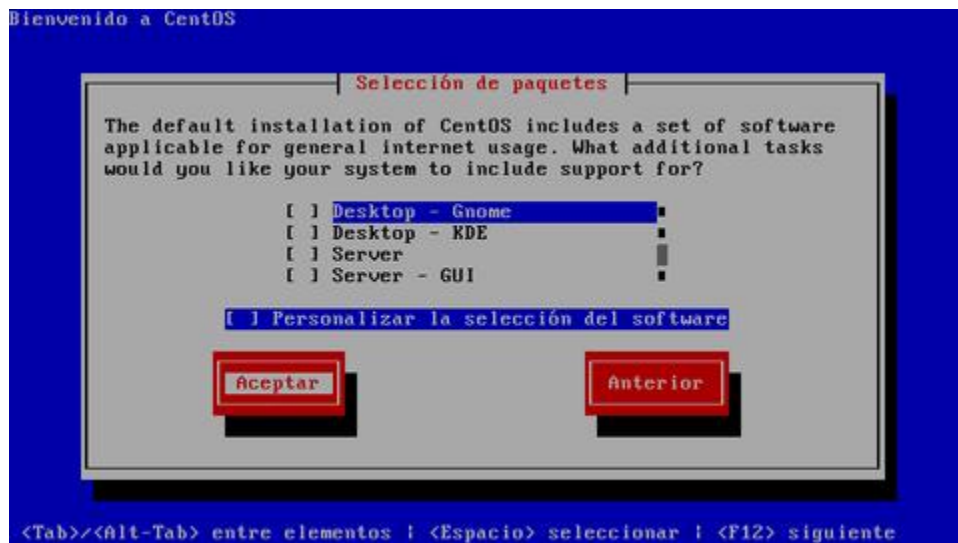 Bienvenido a CentOS
Selección de paquetes
The default installation of CentOS includes a set of software
applicable for general internet usage. What additional tasks
would you like your system to include support for?
[ ] Desktop - Gnome
[ ] Desktop - KDE
[ ] Server
[ ] Server - GUI
[ ] Personalizar la selección del software
Aceptar Anterior
<Tab>/<Alt-Tab> entre elementos | <Espacio> seleccionar | <F12> siguiente